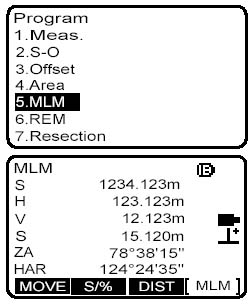 Program
1.Meas.
2.S-O
3.Offset
4.Area
5.MLM
6.REM
7.Resection
MLM
S 1234.123m
H 123.123m
V 12.123m
S 15.120m
ZA 78°38'15"
HAR 124°24'35"
MOVE S/% DIST [ MLM ]